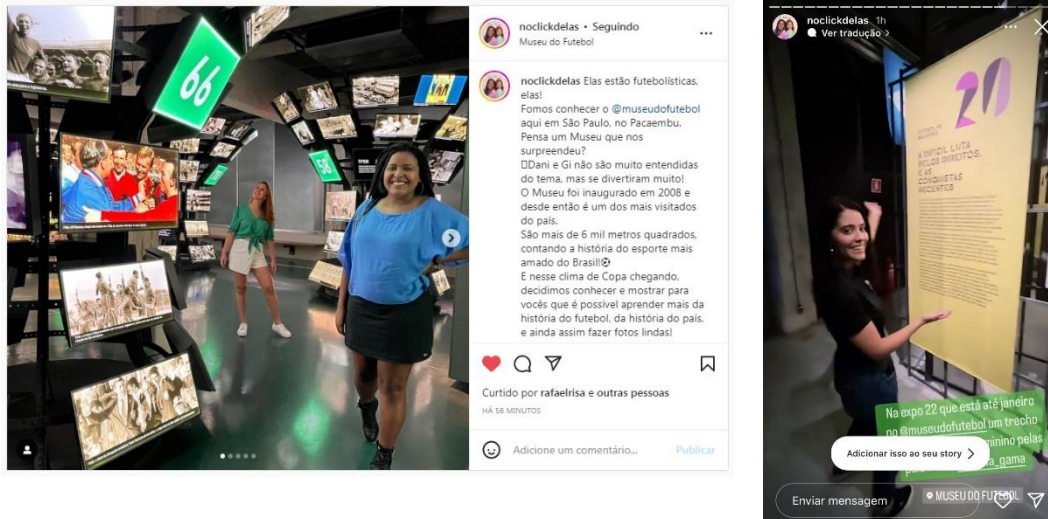 66
58
noclickdelas • Seguindo
Museu do Futebol
noclickdelas Elas estão futebolísticas,
elas!
Fomos conhecer o @museudofutebol
aqui em São Paulo, no Pacaembu.
Pensa um Museu que nos
surpreendeu?
Dani e Gi não são muito entendidas
do tema, mas se divertiram muito!
O Museu foi inaugurado em 2008 e
desde então é um dos mais visitados
do país.
São mais de 6 mil metros quadrados,
contando a história do esporte mais
amado do Brasil!
E nesse clima de Copa chegando,
decidimos conhecer e mostrar para
vocês que é possível aprender mais da
história do futebol, da história do país,
e ainda assim fazer fotos lindas!
Curtido por rafaelrisa e outras pessoas
HÁ 56 MINUTOS
Adicione um comentário...
Publicar
noclickdelas 1h
Ver tradução >
20
A DIFÍCIL LUTA
PELOS DIREITOS,
E AS
CONQUISTAS
RECENTES
Na expo 22 que está até janeiro
no @museudofutebol um trecho
minino pelas
_gama
Adicionar isso ao seu story >
MUSEU DO FUTEBOL
Enviar mensagem